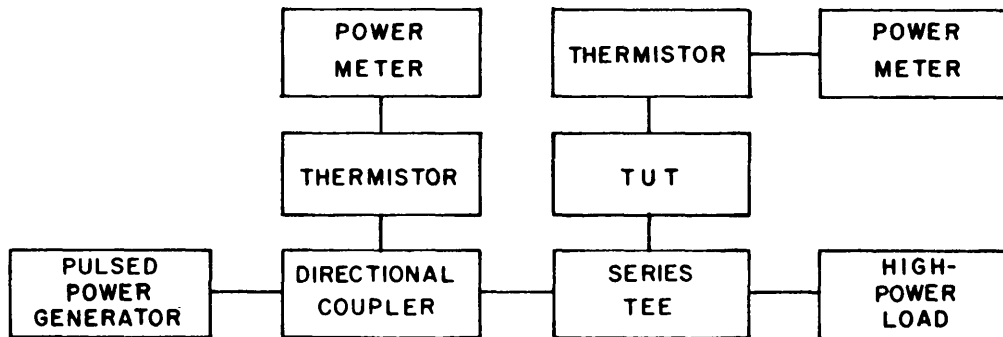 POWER
METER
THERMISTOR
POWER
METER
THERMISTOR
TUT
PULSED
POWER
GENERATOR
DIRECTIONAL
COUPLER
SERIES
TEE
HIGH-
POWER
LOAD